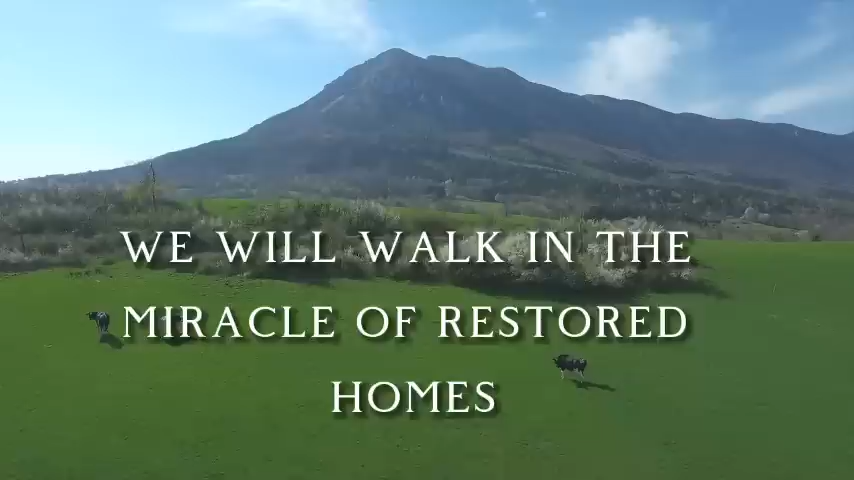 WE WILL WALK IN THE
MIRACLE OF RESTORED
HOMES